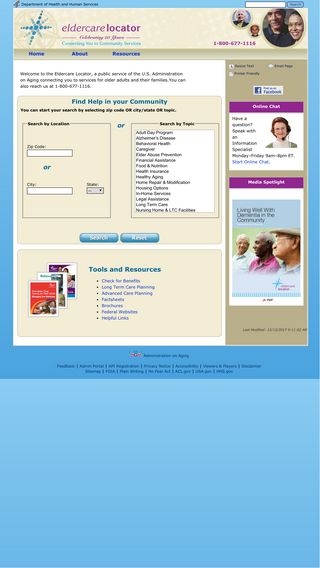 Department of Health and Human Services
Search
eldercare locator
Celebrating 20 Years
Connecting You to Community Services
1-800-677-1116
Home
About
Resources
Resize Text
Email Page
Printer Friendly
Welcome to the Eldercare Locator, a public service of the U.S. Administration
on Aging connecting you to services for older adults and their families.You can
also reach us at 1-800-677-1116.
Find Help in your Community
You can start your search by selecting zip code OR city/state OR topic.
Search by Location
or
Search by Topic
Zip Code:
or
City:
State:
--
Adult Day Program
Alzheimer's Disease
Behavioral Health
Caregiver
Elder Abuse Prevention
Financial Assistance
Food & Nutrition
Health Insurance
Healthy Aging
Home Repair & Modification
Housing Options
In-Home Services
Legal Assistance
Long Term Care
Nursing Home & LTC Facilities
Search
Reset
Tools and Resources
Check for Benefits
Long Term Care Planning
Advanced Care Planning
Factsheets
Brochures
Federal Websites
Helpful Links
Find us on
Facebook
Online Chat
Have a
question?
Speak with
an
Information
Specialist
Monday-Friday 9am-8pm ET.
Start Online Chat.
Media Spotlight
Living Well With
Dementia in the
Community
eldercare
locator
PDF
Last Modified: 12/13/2017 9:11:02 AM
Administration on Aging
Feedback | Admin Portal | API Registration | Privacy Notice | Accessibility | Viewers & Players | Disclaimer
Sitemap | FOIA | Plain Writing | No Fear Act | ACL.gov | USA.gov | HHS.gov